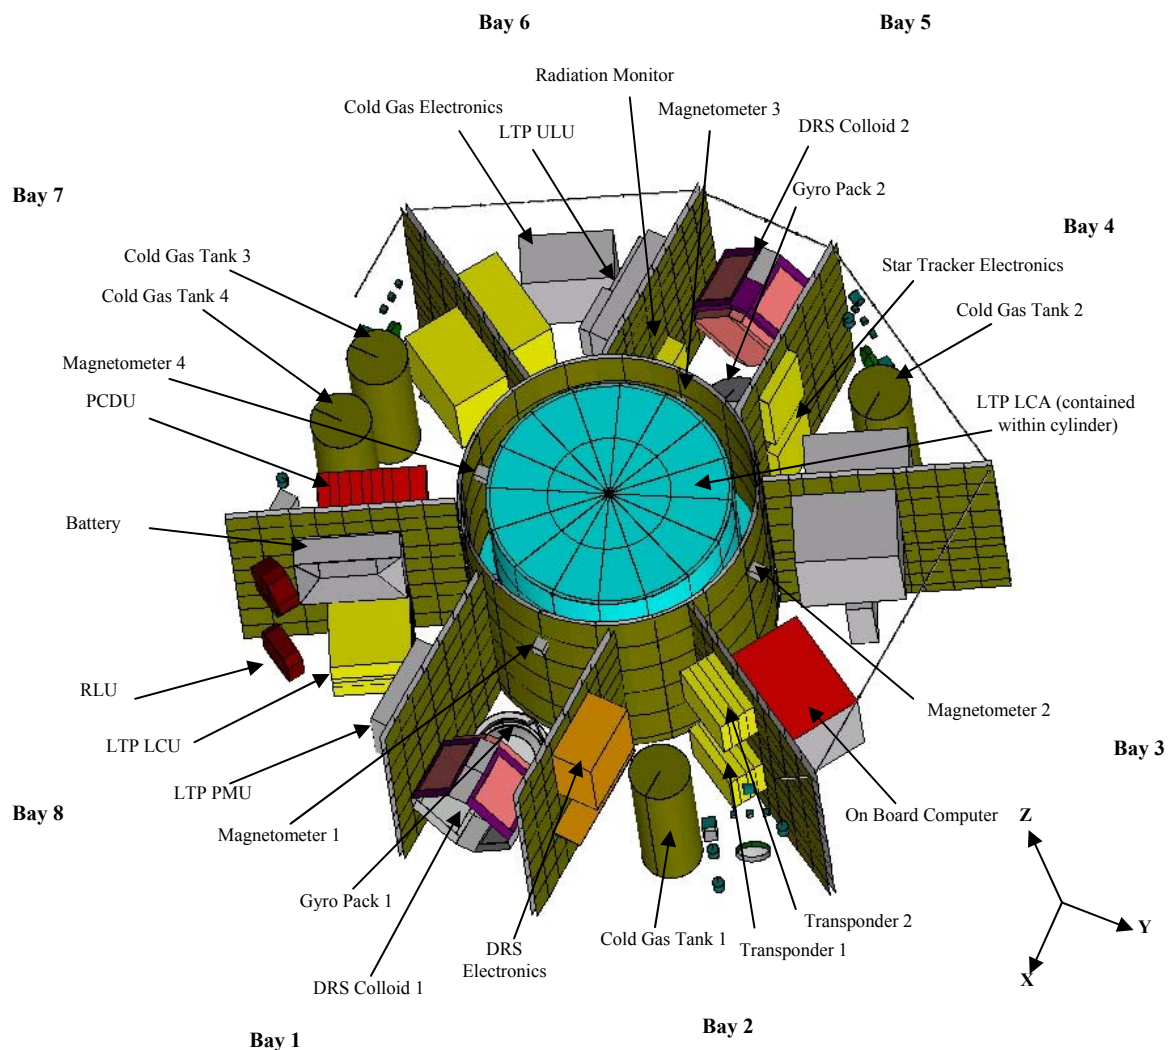 Bay 6
Bay 5
Radiation Monitor
Cold Gas Electronics
Magnetometer 3
LTP ULU
DRS Colloid 2
Gyro Pack 2
Bay 7
Bay 4
Cold Gas Tank 3
Star Tracker Electronics
Cold Gas Tank 4
Cold Gas Tank 2
Magnetometer 4
PCDU
LTP LCA (contained
within cylinder)
Battery
RLU
Magnetometer 2
LTP LCU
Bay 3
LTP PMU
Bay 8
Magnetometer 1
On Board Computer
Z
Gyro Pack 1
Transponder 2
Y
Cold Gas Tank 1
DRS
Electronics
Transponder 1
X
DRS Colloid 1
Bay 2
Bay 1